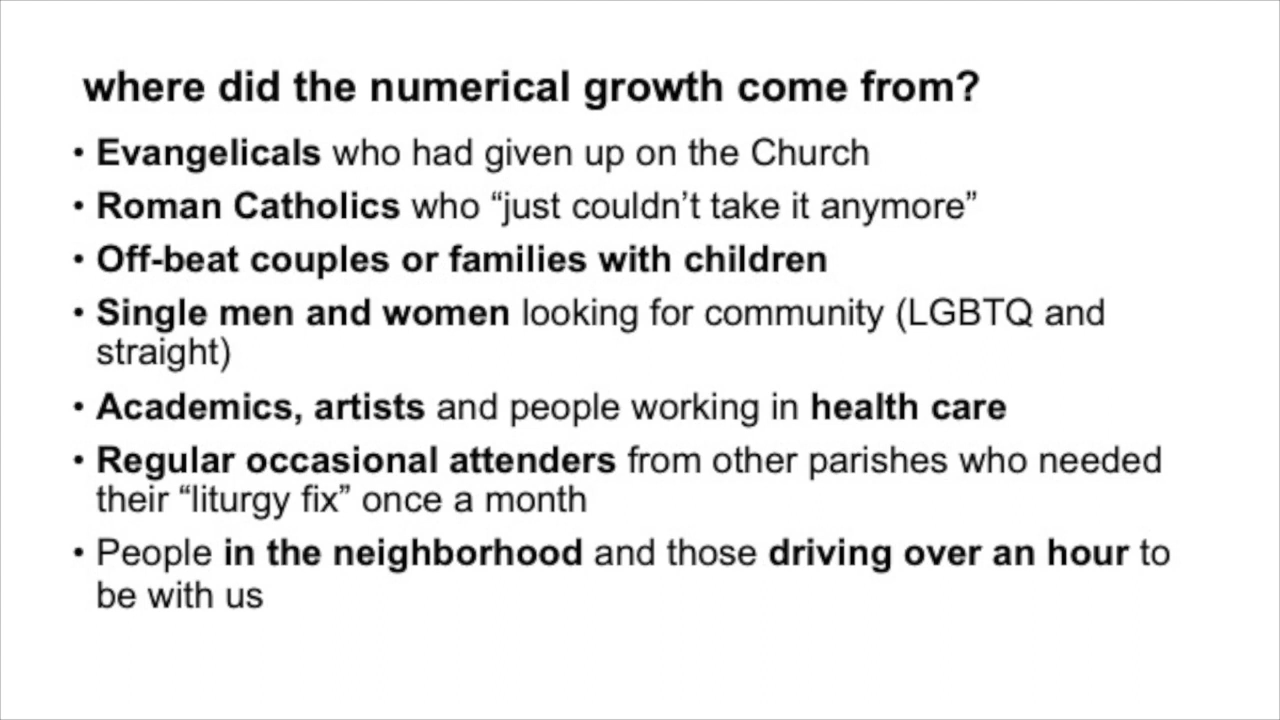 where did the numerical growth come from?
• Evangelicals who had given up on the Church
• Roman Catholics who “just couldn’t take it anymore”
• Off-beat couples or families with children
• Single men and women looking for community (LGBTQ and
straight)
• Academics, artists and people working in health care
• Regular occasional attenders from other parishes who needed
their “liturgy fix” once a month
• People in the neighborhood and those driving over an hour to
be with us